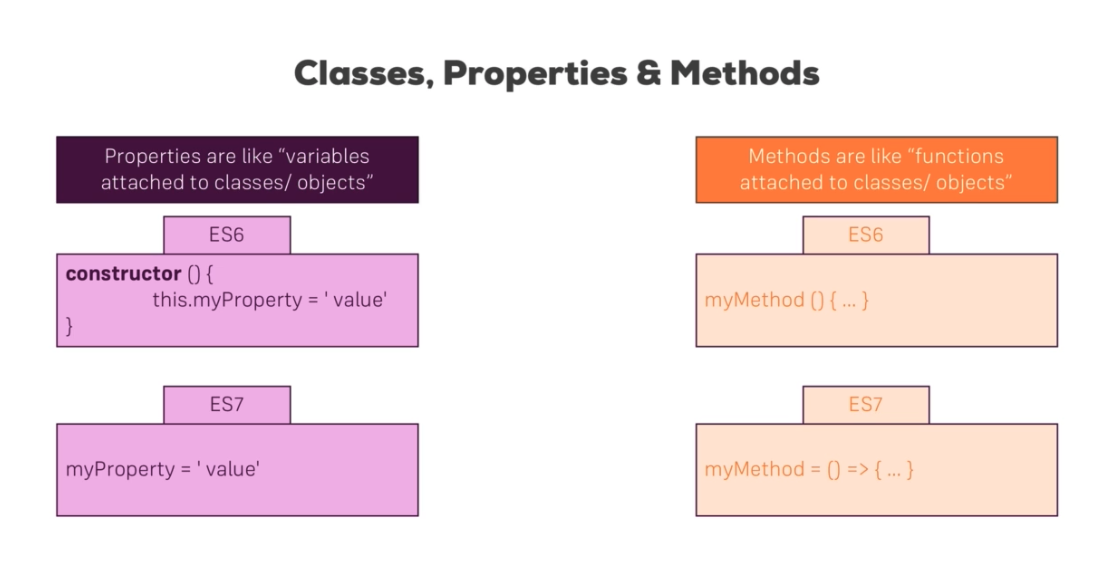 Classes, Properties & Methods
Properties are like “variables
attached to classes/ objects”
ES6
constructor () {
this.myProperty = ' value'
}
ES7
myProperty = ' value'
Methods are like “functions
attached to classes/ objects”
ES6
myMethod () { ... }
ES7
myMethod = () => { ... }